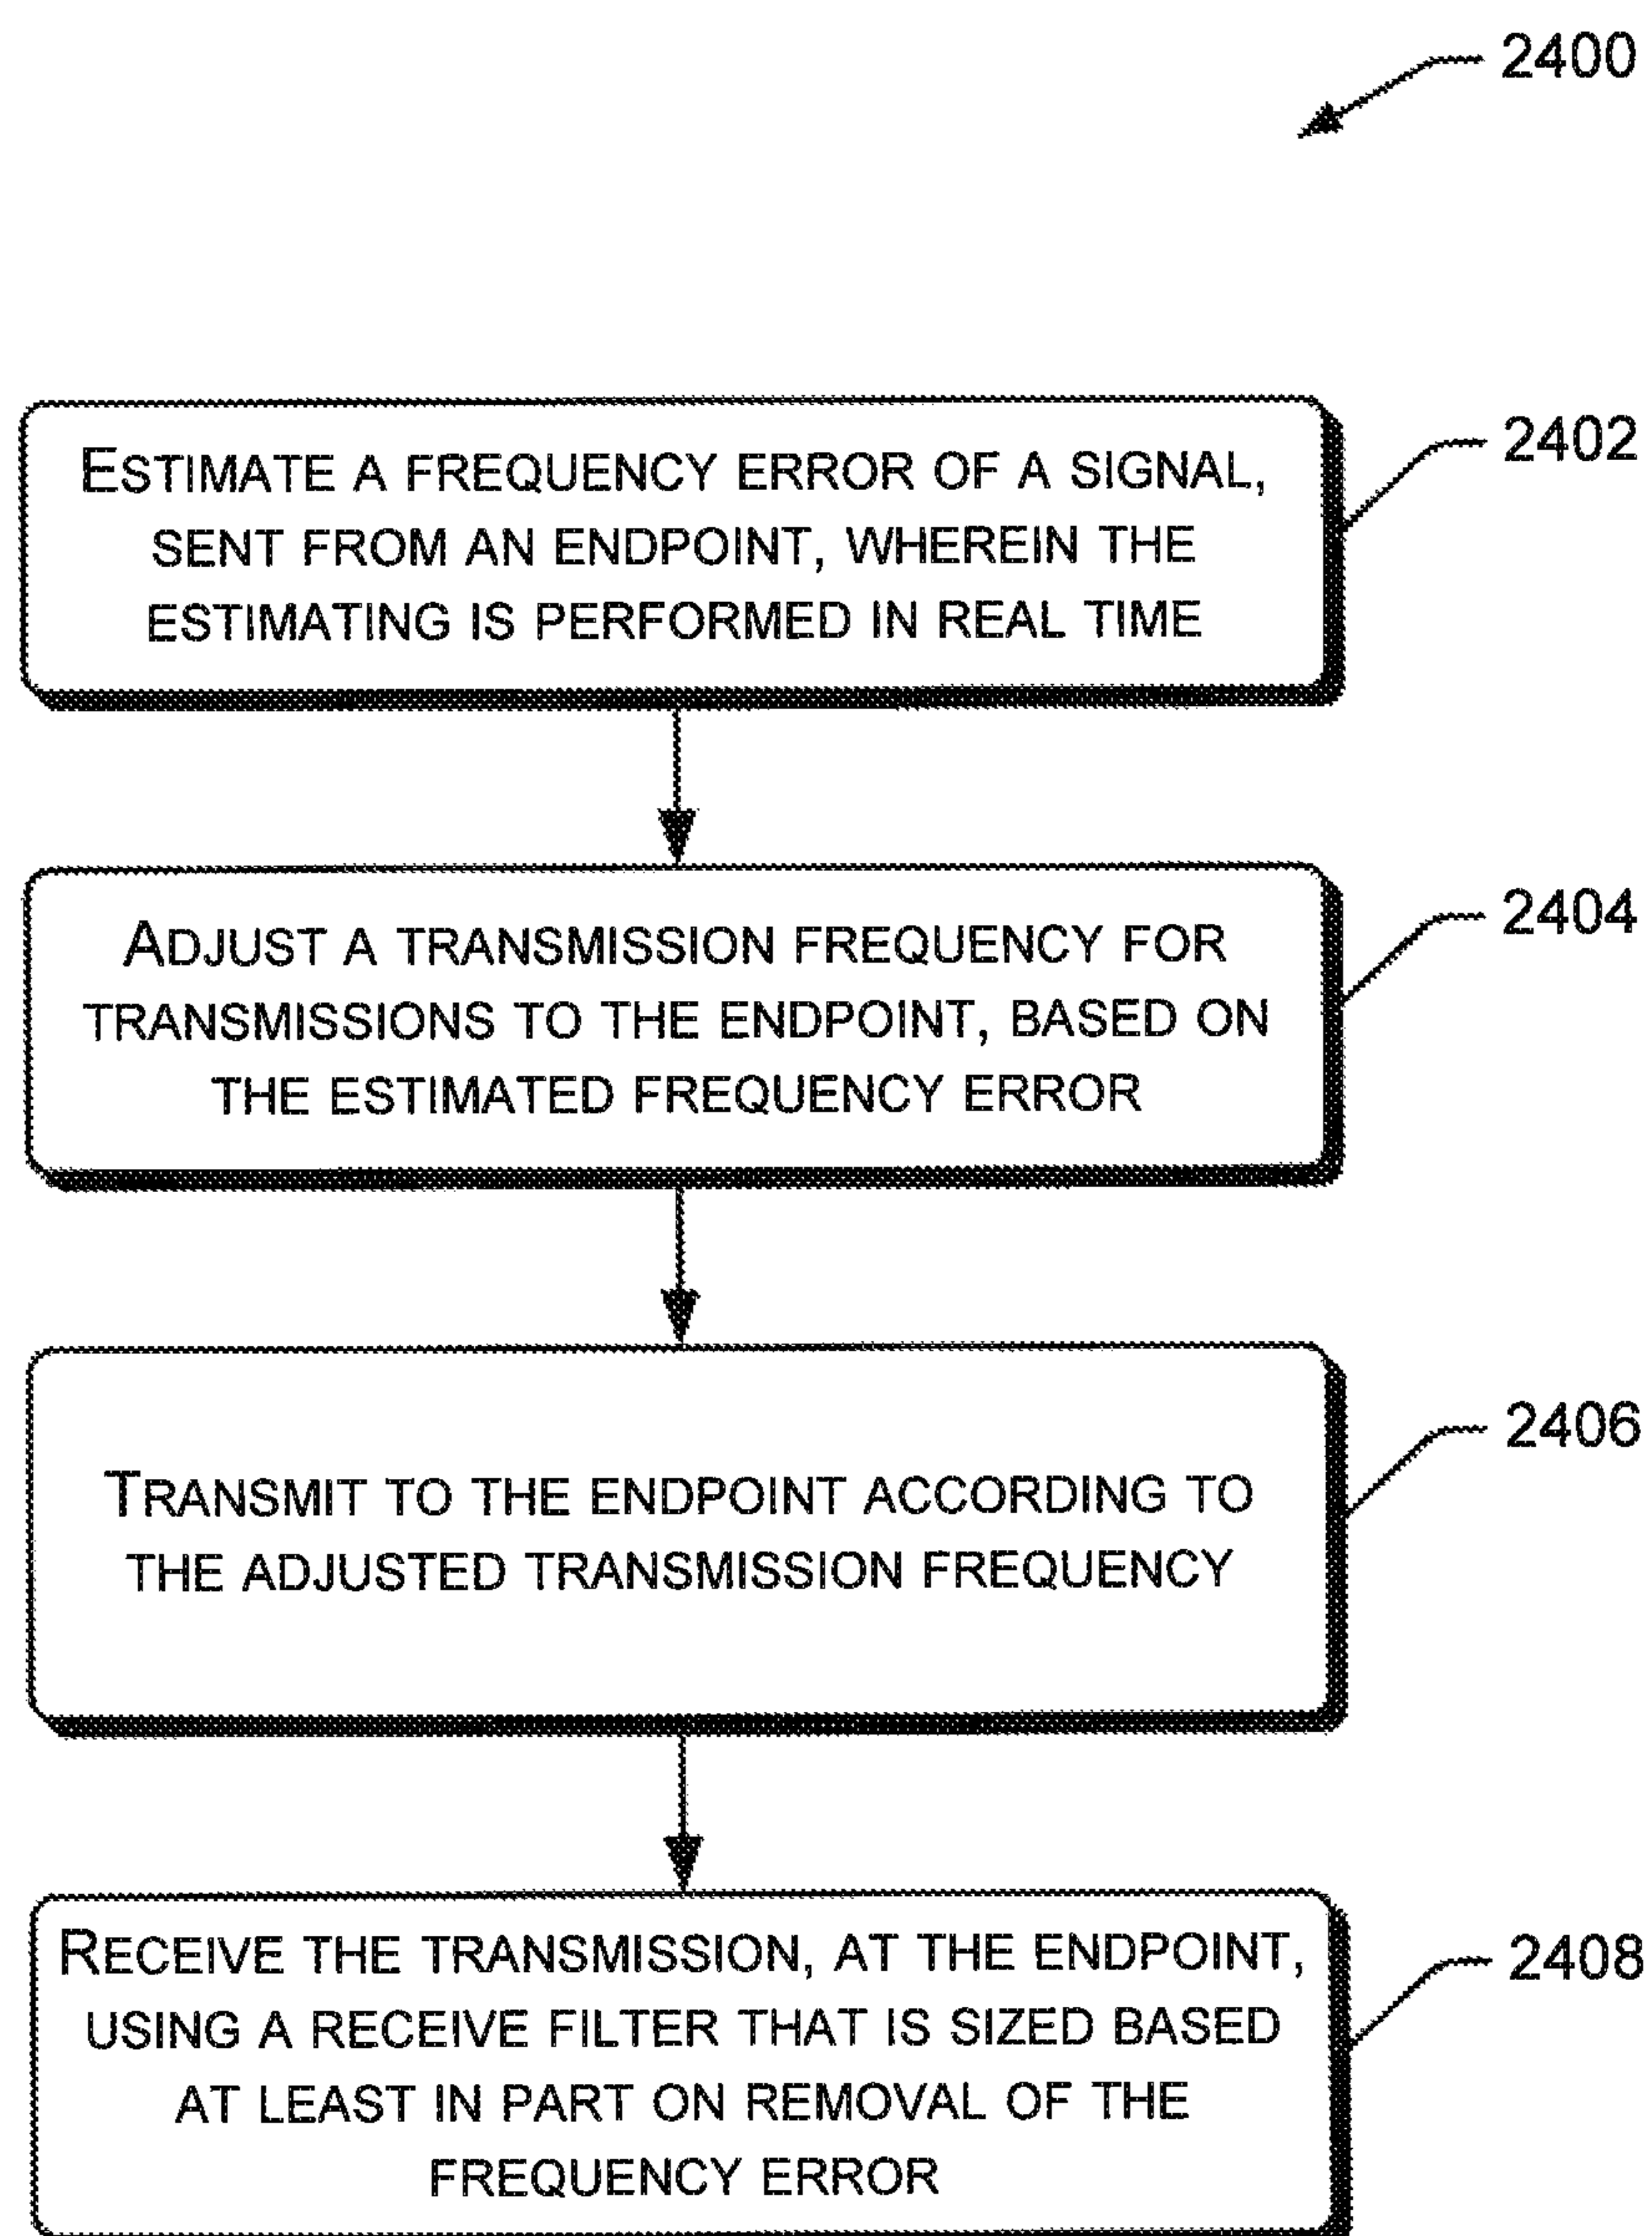 2400
ESTIMATE A FREQUENCY ERROR OF A SIGNAL,
SENT FROM AN ENDPOINT, WHEREIN THE
ESTIMATING IS PERFORMED IN REAL TIME
2402
ADJUST A TRANSMISSION FREQUENCY FOR
TRANSMISSIONS TO THE ENDPOINT, BASED ON
THE ESTIMATED FREQUENCY ERROR
2404
TRANSMIT TO THE ENDPOINT ACCORDING TO
THE ADJUSTED TRANSMISSION FREQUENCY
2406
RECEIVE THE TRANSMISSION, AT THE ENDPOINT,
USING A RECEIVE FILTER THAT IS SIZED BASED
AT LEAST IN PART ON REMOVAL OF THE
FREQUENCY ERROR
2408